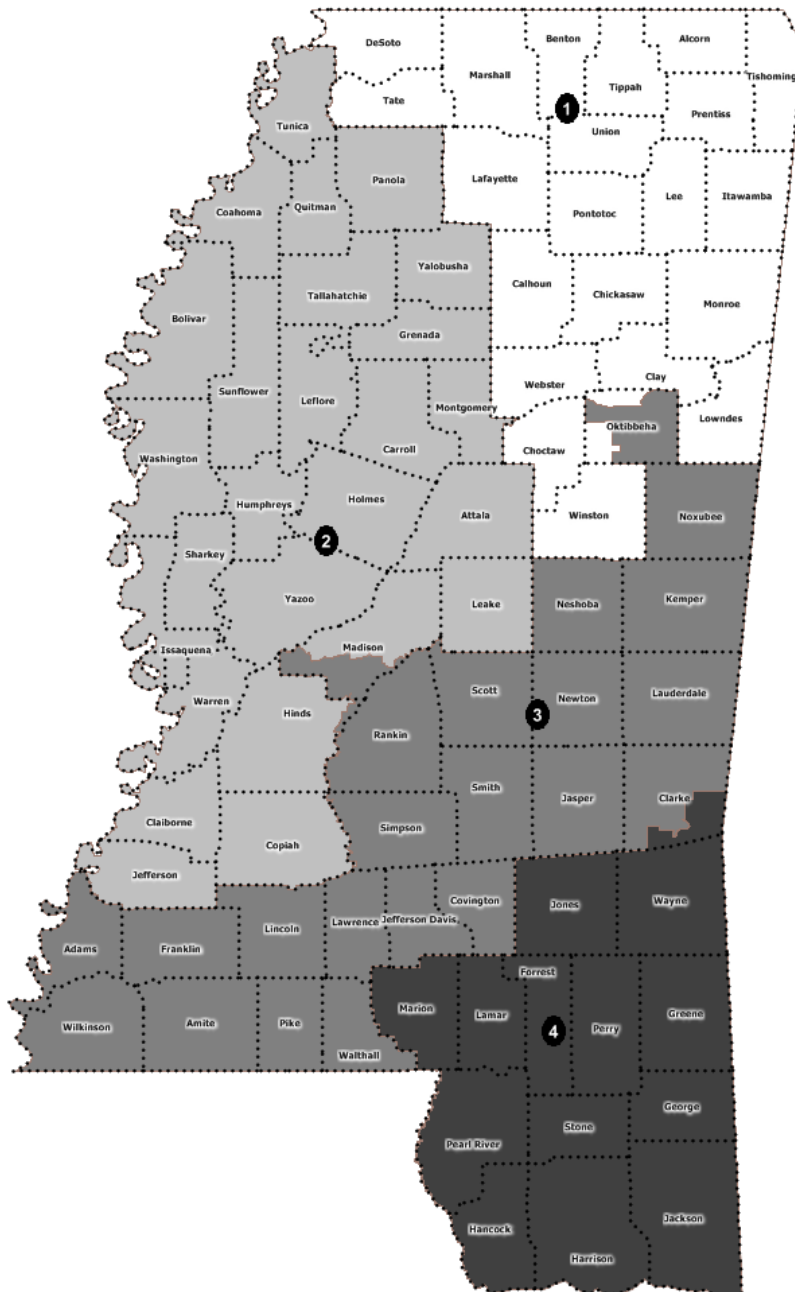 DeSoto
Benton
Alcorn
Marshall
Tishoming
Tippah
Tate
1
Prentiss
Tunica
Union
Panola
Lafayette
Quitman
Coahoma
Lee
Itawamba
Pontotoc
Yalobusha
Calhoun
Tallahatchie
Chickasaw
Monroe
Bolivar
Grenada
Clay
Webster
Sunflower
Leflore
Montgomery
Lowndes
Oktibbeha
Carroll
Choctaw
Washington
Holmes
Humphreys
Attala
Winston
Noxubee
2
Sharkey
Yazoo
Leake
Neshoba
Kemper
Madison
Issaquena
Scott
Newton
Lauderdale
Warren
Hinds
3
Rankin
Smith
Jasper
Clarke
Claiborne
Simpson
Copiah
Jefferson
Covington
Jones
Wayne
Lincoln
Lawrence
Jefferson Davis
Adams
Franklin
Forrest
Marion
Lamar
Greene
Wilkinson
Amite
Pike
4
Perry
Walthall
George
Stone
Pearl River
Hancock
Jackson
Harrison